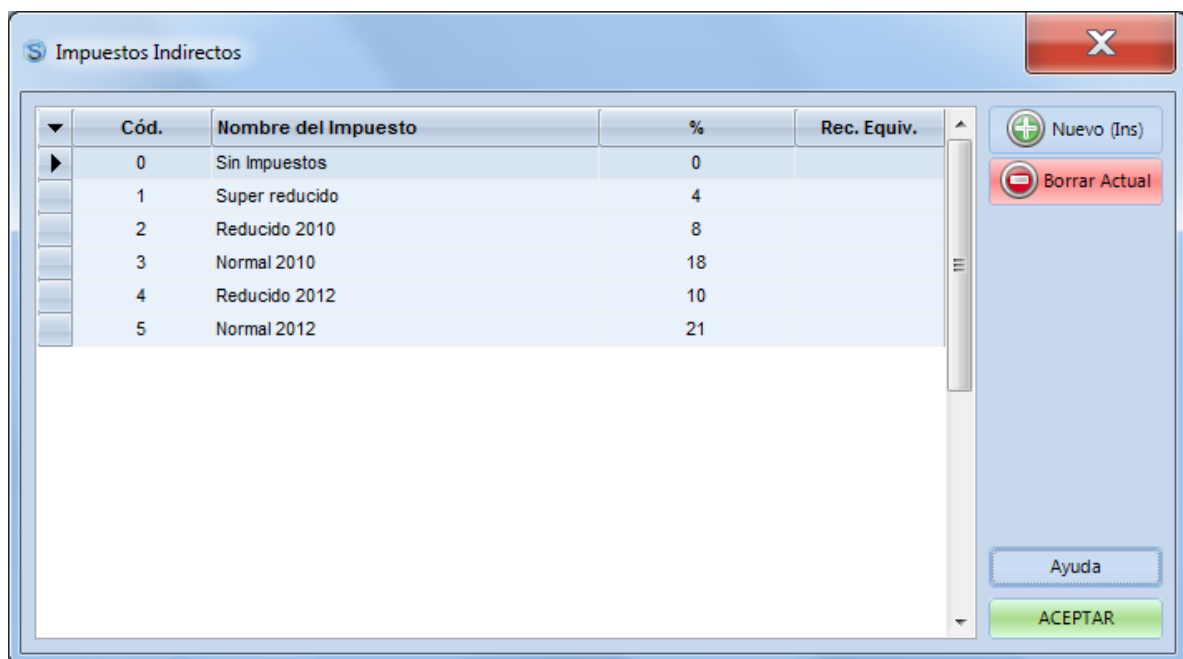 Impuestos Indirectos
Cód. Nombre del Impuesto % Rec. Equiv.
0 Sin Impuestos 0
1 Super reducido 4
2 Reducido 2010 8
3 Normal 2010 18
4 Reducido 2012 10
5 Normal 2012 21
Nuevo (Ins)
Borrar Actual
Ayuda
ACEPTAR